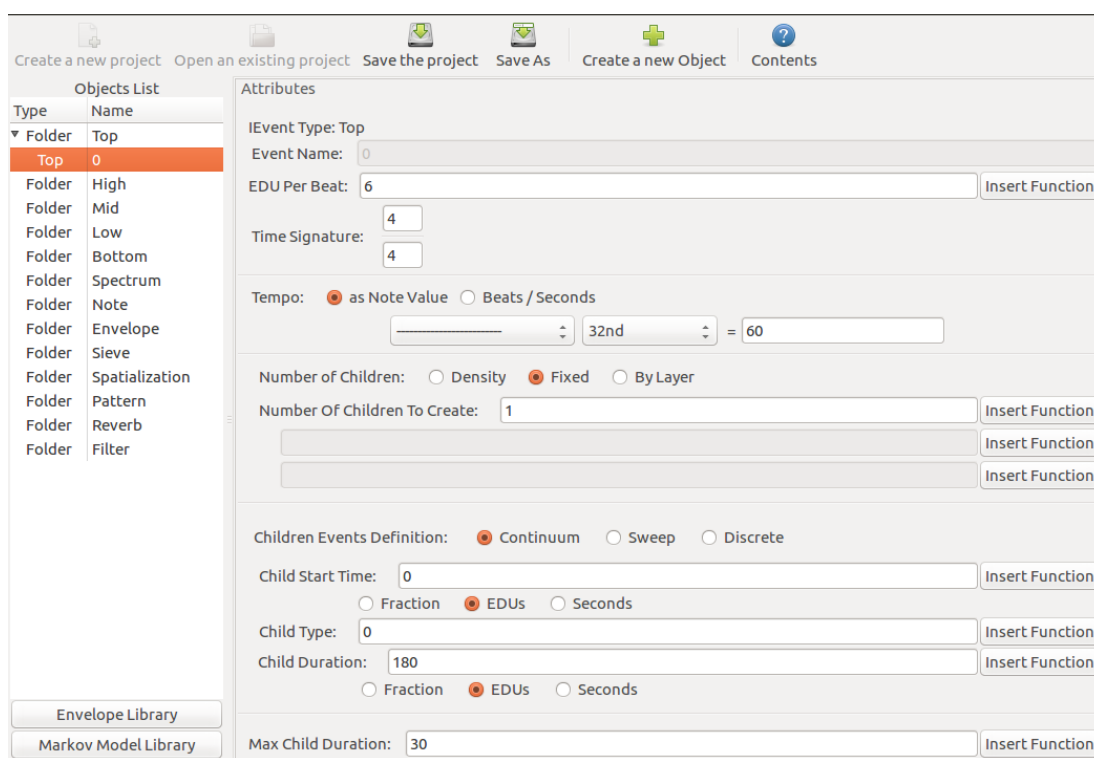 Create a new project Open an existing project Save the project Save As Create a new Object Contents
Objects List
Type Name
Folder Top
Top 0
Folder High
Folder Mid
Folder Low
Folder Bottom
Folder Spectrum
Folder Note
Folder Envelope
Folder Sieve
Folder Spatialization
Folder Pattern
Folder Reverb
Folder Filter
Envelope Library
Markov Model Library
Attributes
IEvent Type: Top
Event Name: 0
EDU Per Beat: 6 Insert Function
Time Signature: 4
4
Tempo: as Note Value Beats / Seconds
32nd = 60
Number of Children: Density Fixed By Layer
Number Of Children To Create: 1 Insert Function
Insert Function
Insert Function
Children Events Definition: Continuum Sweep Discrete
Child Start Time: 0 Insert Function
Fraction EDUs Seconds
Child Type: 0 Insert Function
Child Duration: 180 Insert Function
Fraction EDUs Seconds
Max Child Duration: 30 Insert Function